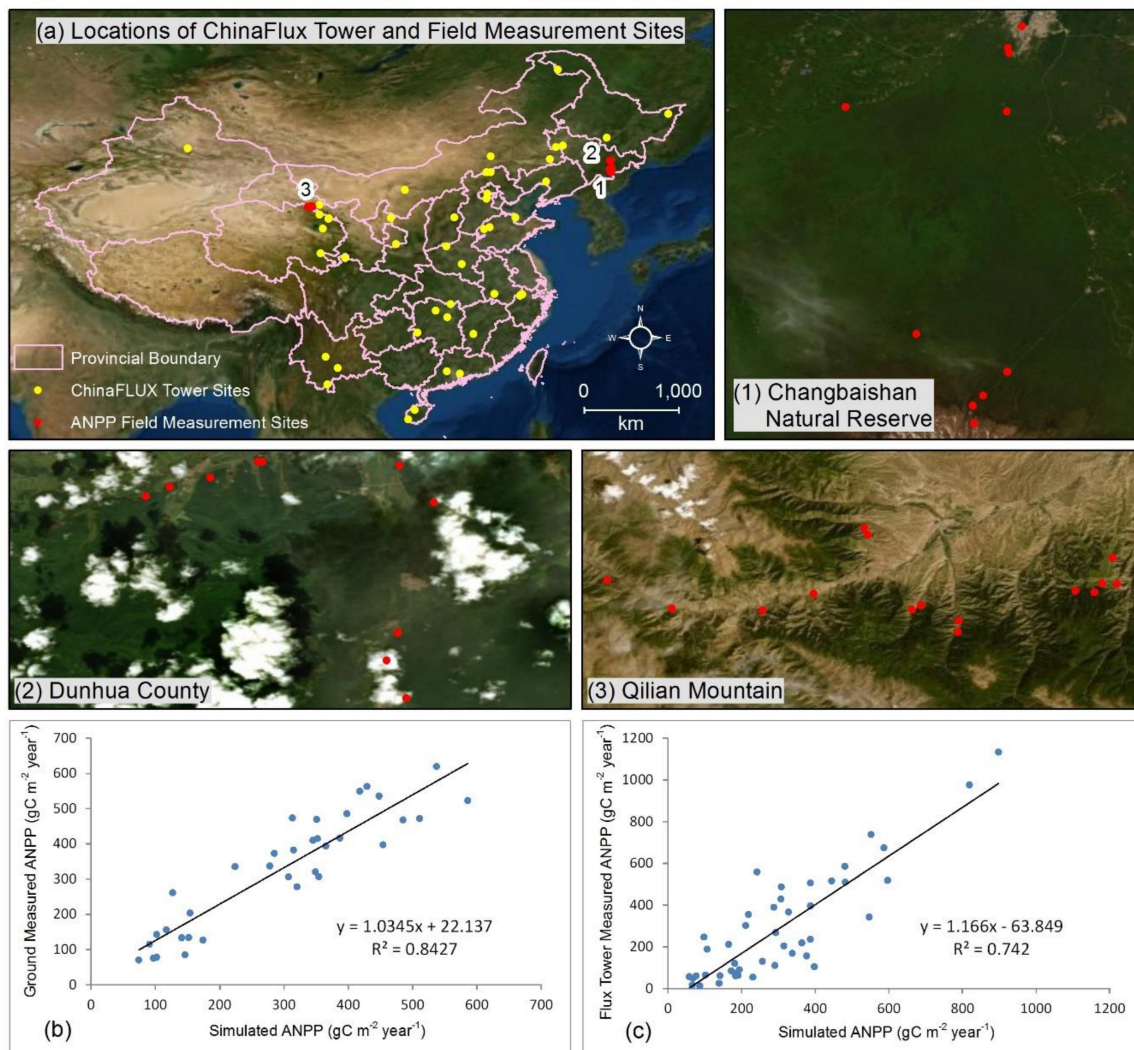 (a) Locations of ChinaFlux Tower and Field Measurement Sites
2
1
3
N
W E
S
Provincial Boundary
ChinaFLUX Tower Sites
ANPP Field Measurement Sites
0 1,000
km
(1) Changbaishan
Natural Reserve
(2) Dunhua County
(3) Qilian Mountain
Ground Measured ANPP (gC m⁻² year⁻¹)
700
600
500
400
300
200
100
0
0 100 200 300 400 500 600 700
y = 1.0345x + 22.137
R² = 0.8427
(b)
Simulated ANPP (gC m⁻² year⁻¹)
Flux Tower Measured ANPP (gC m⁻² year⁻¹)
1200
1000
800
600
400
200
0
0 200 400 600 800 1000 1200
y = 1.166x - 63.849
R² = 0.742
(c)
Simulated ANPP (gC m⁻² year⁻¹)